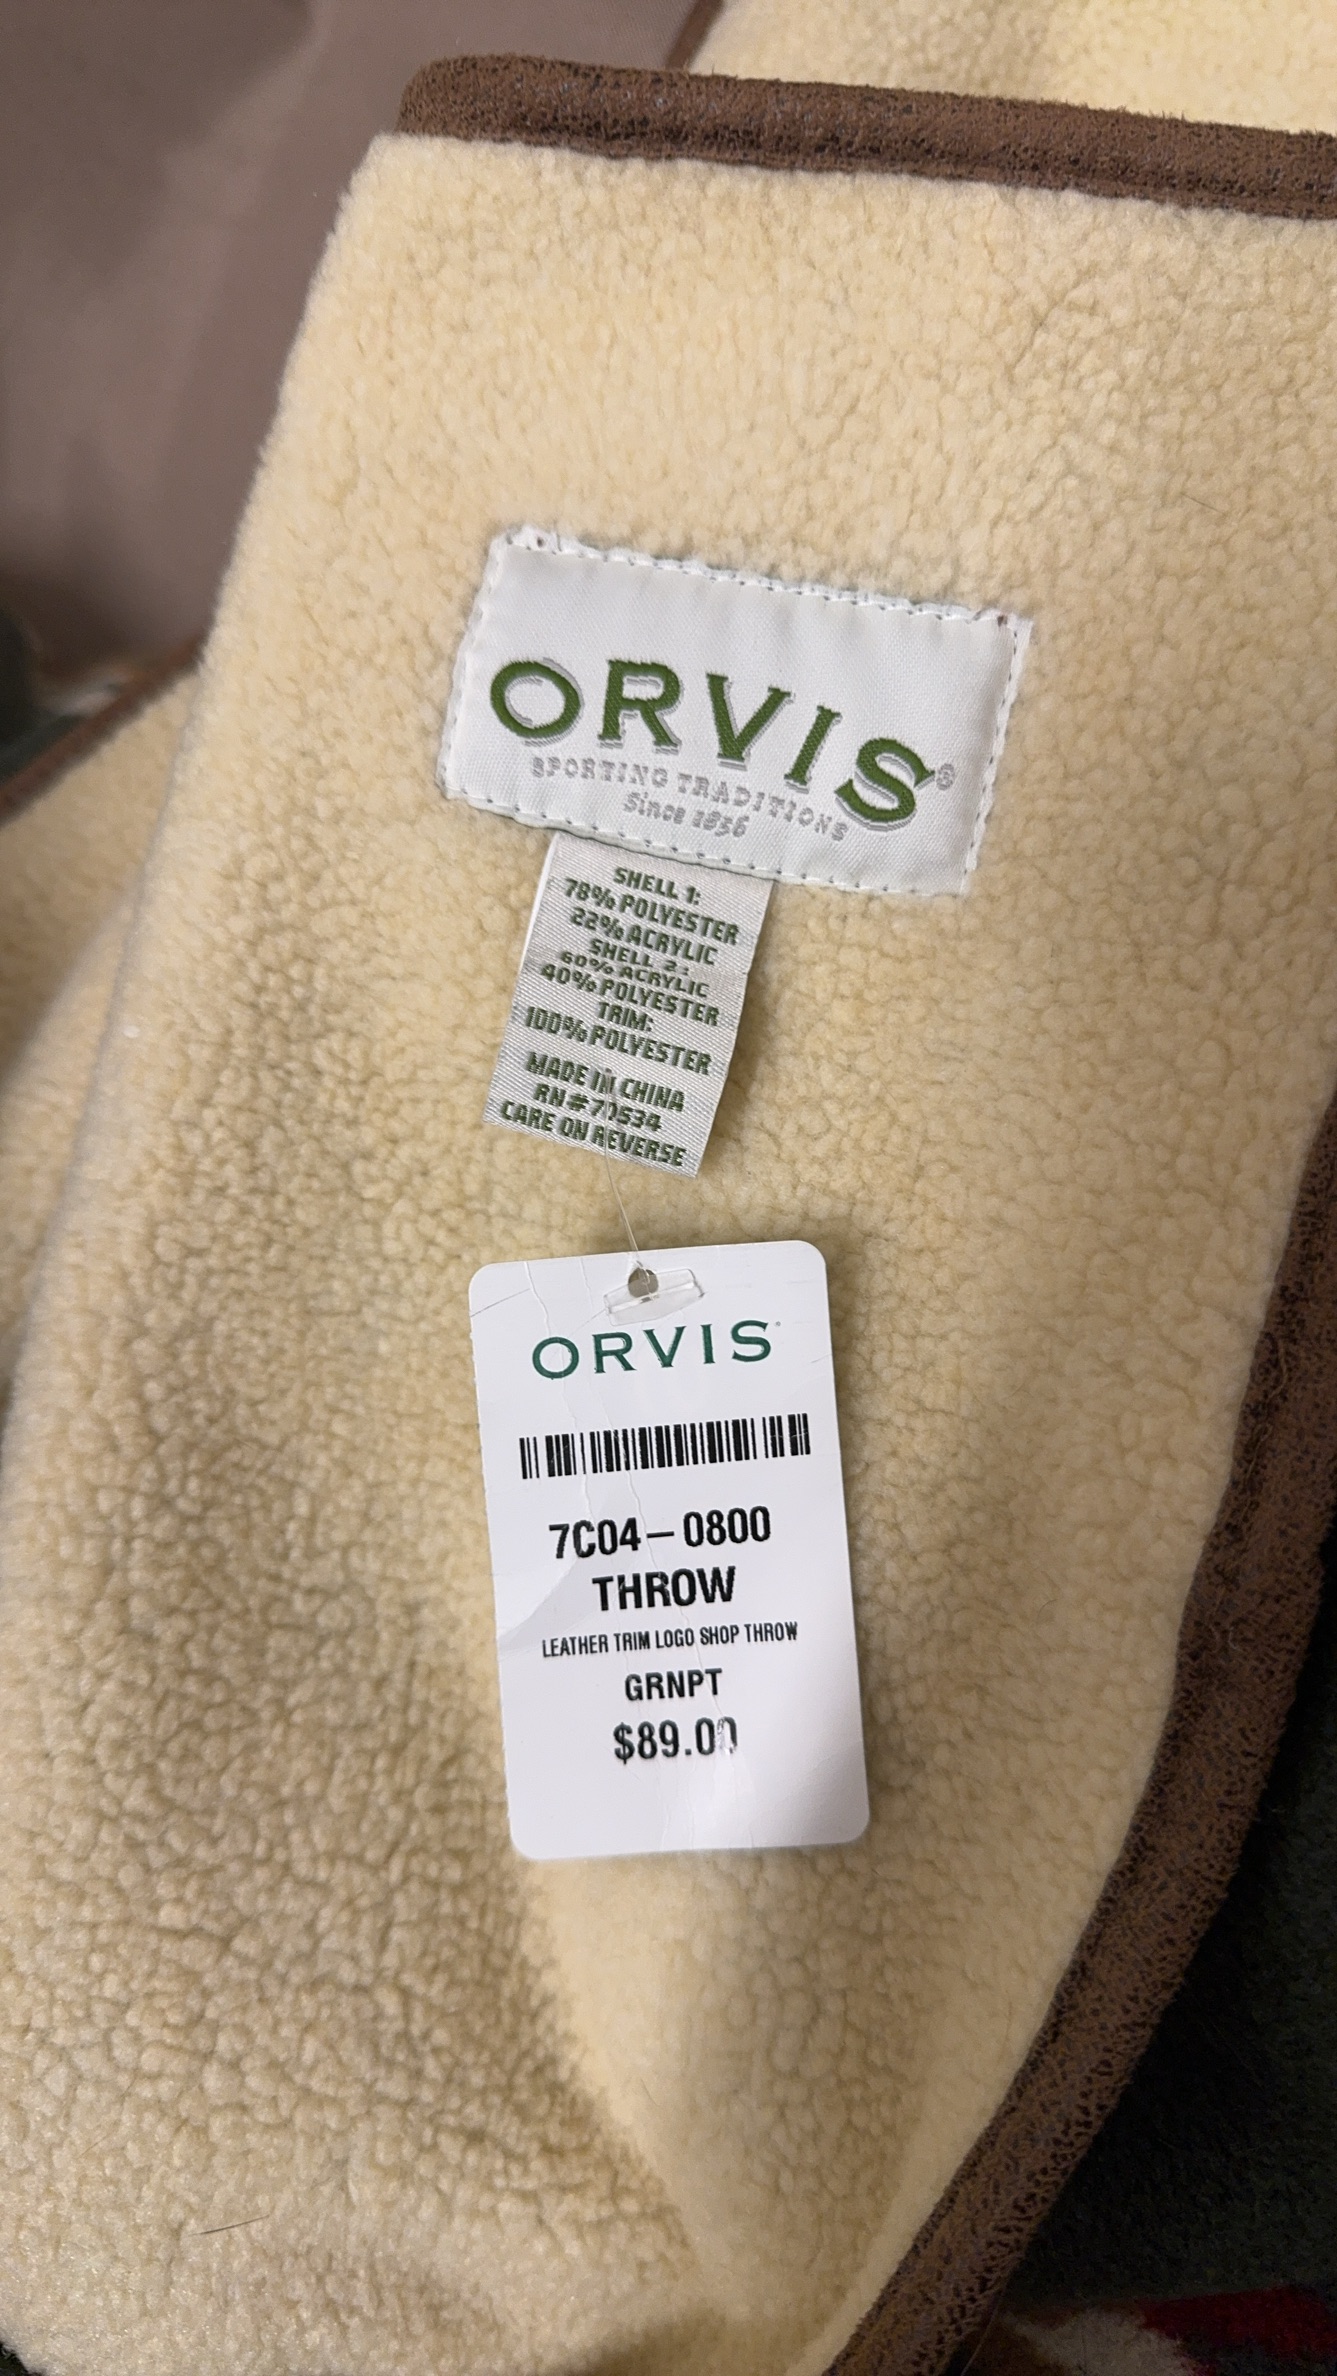 ORVIS®
SPORTING TRADITIONS
Since 1856
SHELL 1:
78% POLYESTER
22% ACRYLIC
SHELL 2:
60% ACRYLIC
40% POLYESTER
TRIM:
100% POLYESTER
MADE IN CHINA
RN#70534
CARE ON REVERSE
ORVIS
7C04-0800
THROW
LEATHER TRIM LOGO SHOP THROW
GRNPT
$89.00